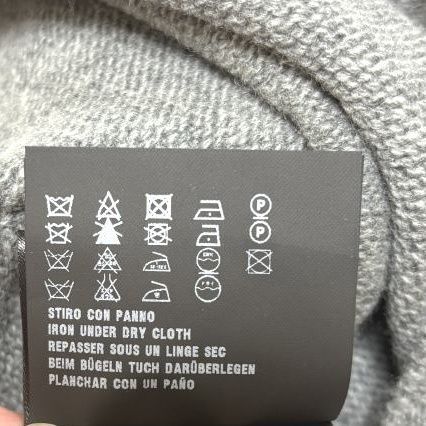 P
P
STIRO CON PANNO
IRON UNDER DRY CLOTH
REPASSER SOUS UN LINGE SEC
BEIM BÜGELN TUCH DARÜBERLEGEN
PLANCHAR CON UN PAÑO